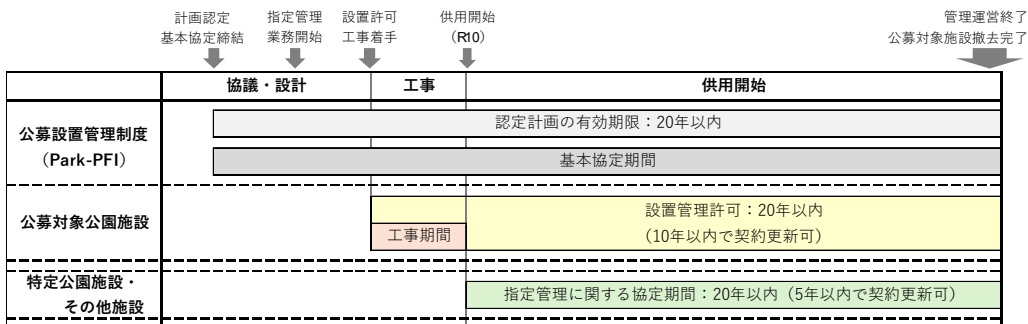 計画認定
基本協定締結
指定管理
業務開始
設置許可
工事着手
供用開始
（R10）
管理運営終了
公募対象施設撤去完了
協議・設計
工事
供用開始
公募設置管理制度
（Park-PFI）
認定計画の有効期限：20年以内
基本協定期間
公募対象公園施設
設置管理許可：20年以内
（10年以内で契約更新可）
工事期間
特定公園施設・
その他施設
指定管理に関する協定期間：20年以内（5年以内で契約更新可）